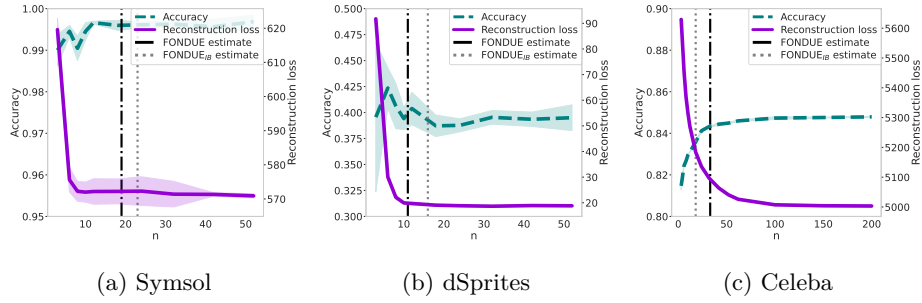 1.00
0.99
0.98
0.97
0.96
0.95
Accuracy
10 20 30 40 50
n
620
610
600
590
580
570
Reconstruction loss
Accuracy
Reconstruction loss
FONDUE estimate
FONDUE_IB estimate
(a) Symsol
0.500
0.475
0.450
0.425
0.400
0.375
0.350
0.325
0.300
Accuracy
10 20 30 40 50
n
90
80
70
60
50
40
30
20
Reconstruction loss
Accuracy
Reconstruction loss
FONDUE estimate
FONDUE_IB estimate
(b) dSprites
0.90
0.88
0.86
0.84
0.82
0.80
Accuracy
0 50 100 150 200
n
5600
5500
5400
5300
5200
5100
5000
Reconstruction loss
Accuracy
Reconstruction loss
FONDUE estimate
FONDUE_IB estimate
(c) Celeba